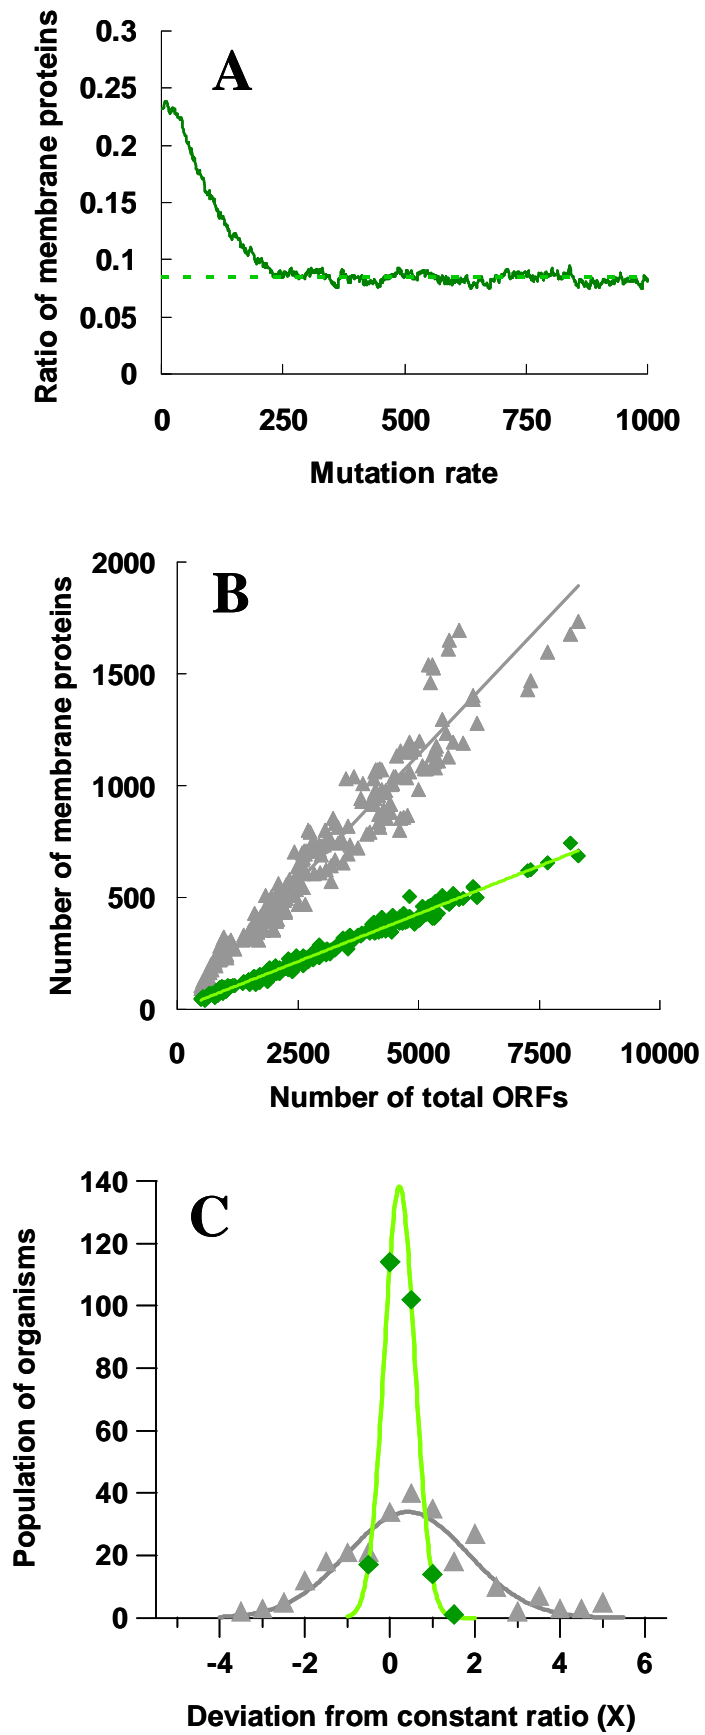 A
Ratio of membrane proteins
0.3
0.25
0.2
0.15
0.1
0.05
0
0 250 500 750 1000
Mutation rate
B
Number of membrane proteins
2000
1500
1000
500
0
0 2500 5000 7500 10000
Number of total ORFs
C
Population of organisms
140
120
100
80
60
40
20
0
-4 -2 0 2 4 6
Deviation from constant ratio (X)